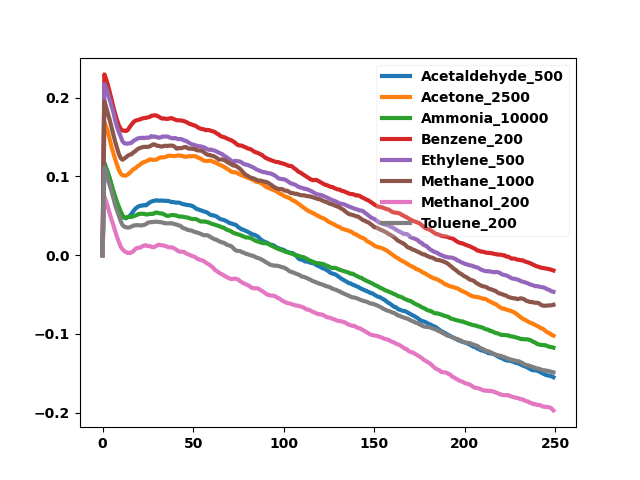 Acetaldehyde_500
Acetone_2500
Ammonia_10000
Benzene_200
Ethylene_500
Methane_1000
Methanol_200
Toluene_200
0.2
0.1
0.0
−0.1
−0.2
0 50 100 150 200 250